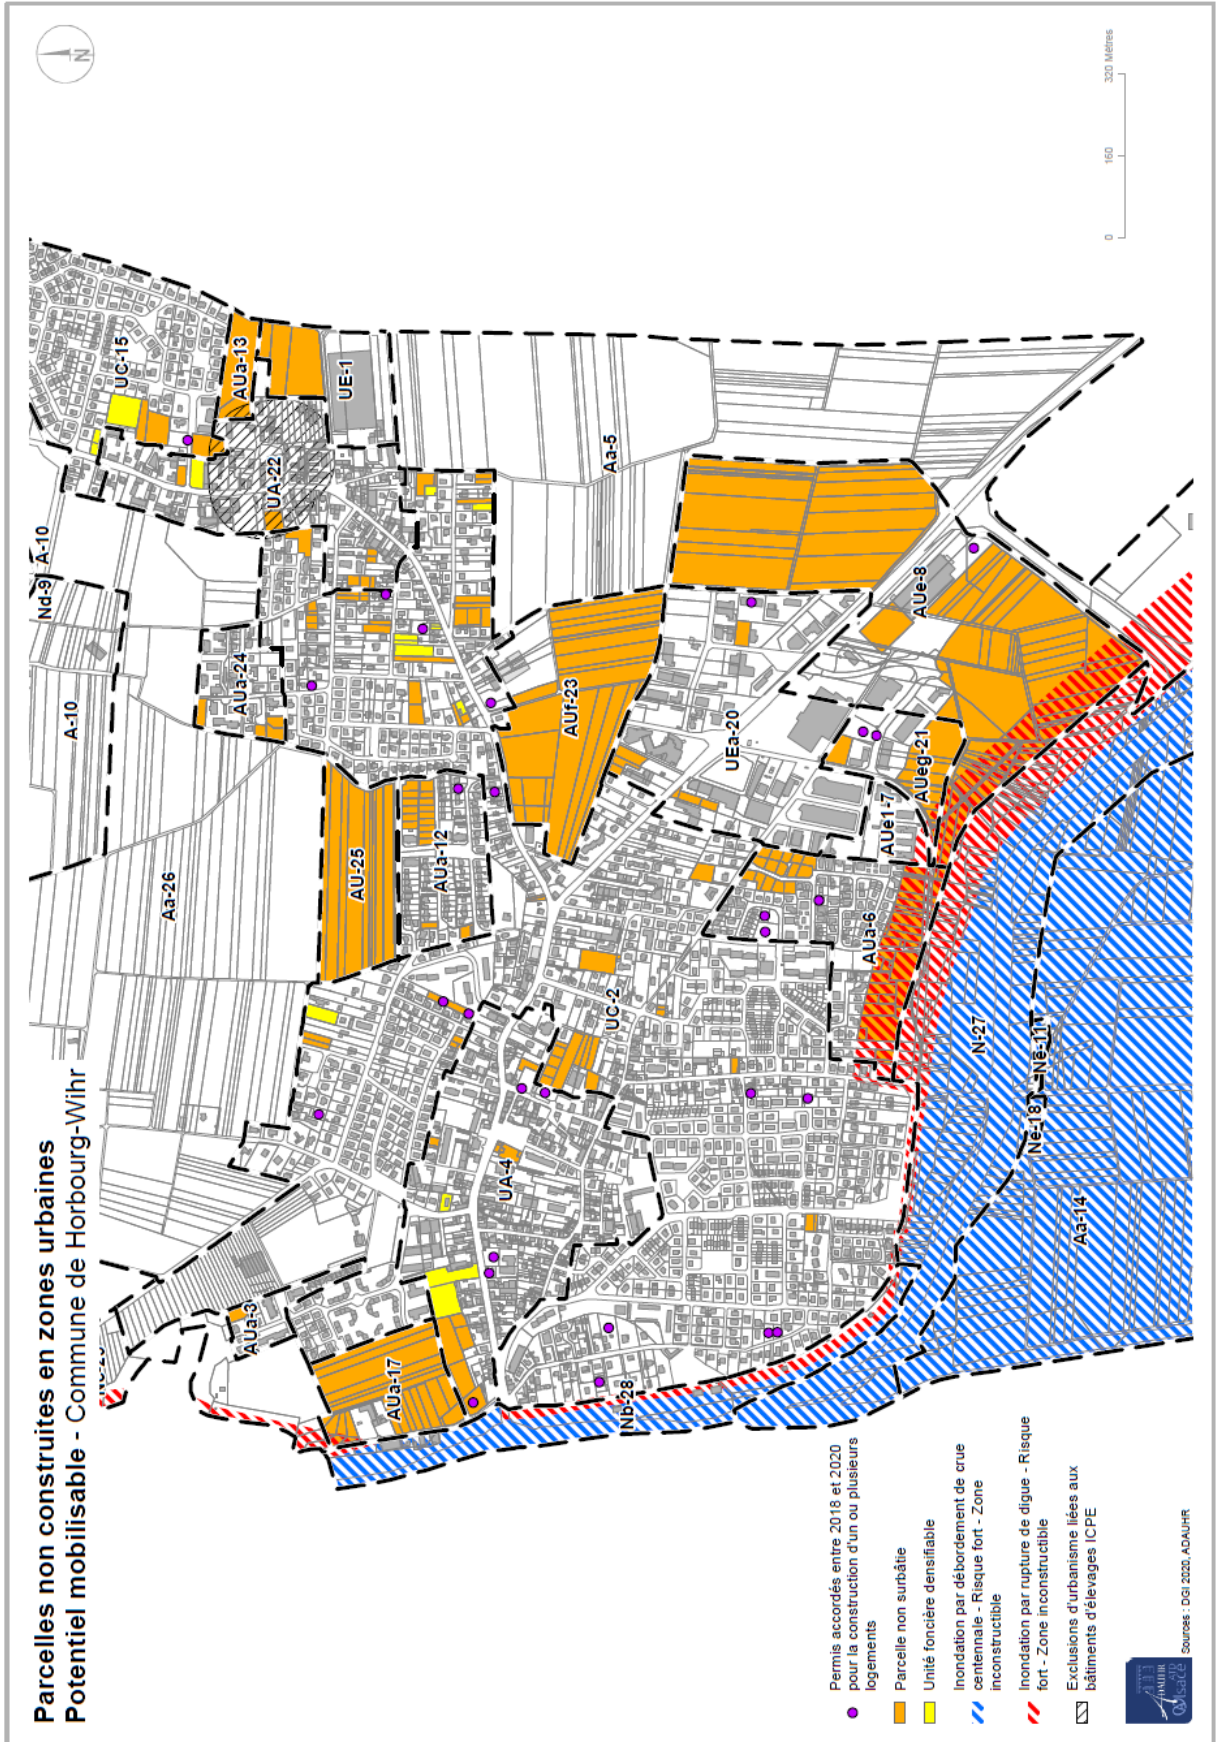 Parcelles non construites en zones urbaines
Potentiel mobilisable - Commune de Horbourg-Wihr
N
Nd-9
A-10
A-10
UC-15
AUa-13
UE-1
UA-22
AUa-24
Aa-26
AU-25
AUa-12
Aa-5
AUf-23
AUe-8
UEa-20
AUeg-21
AUe1-7
AUa-6
UC-2
UA-4
AUa-3
AUa-17
Nb-28
N-27
Ne-11
Ne-18
Aa-14
0 160 320 Mètres
Permis accordés entre 2018 et 2020
pour la construction d'un ou plusieurs
logements
Parcelle non surbâtie
Unité foncière densifiable
Inondation par débordement de crue
centennale - Risque fort - Zone
inconstructible
Inondation par rupture de digue - Risque
fort - Zone inconstructible
Exclusions d'urbanisme liées aux
bâtiments d'élevages ICPE
ADAUHR
ATD
Alsace
Sources : DGI 2020, ADAUHR